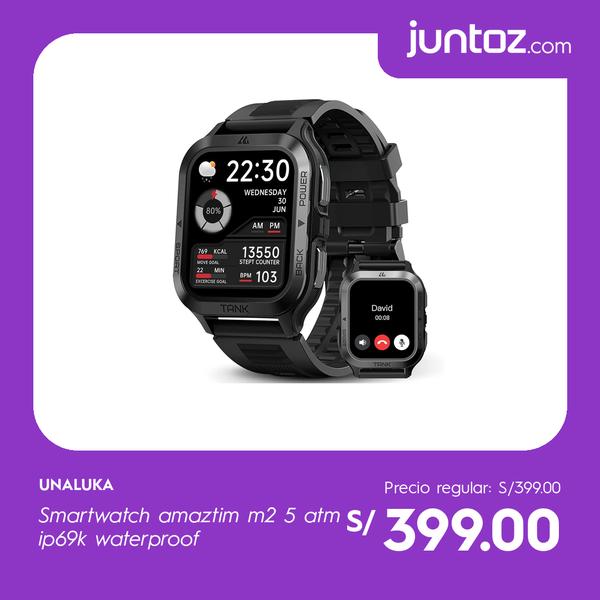 juntoz.com
22:30
WEDNESDAY
30
JUN
80%
AM PM
769 KCAL
MOVE GOAL
22 MIN
EXCERCISE GOAL
13550
STEPT COUNTER
BPM 103
POWER
BACK
SPORT
TANK
David
00:08
TANK
UNALUKA
Smartwatch amaztim m2 5 atm
ip69k waterproof
Precio regular: S/399.00
S/ 399.00